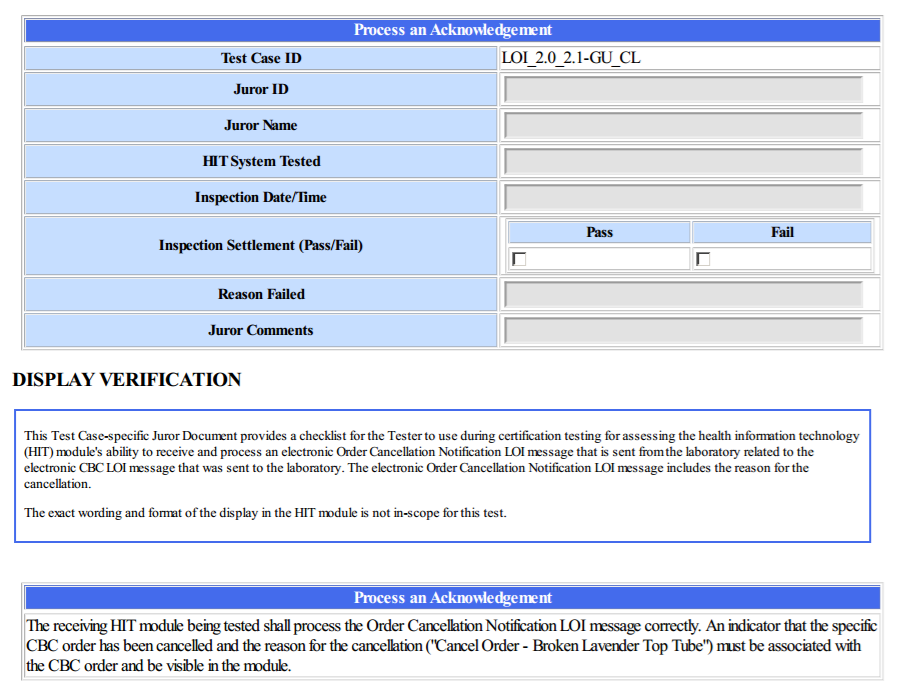 Process an Acknowledgement
Test Case ID LOI_2.0_2.1-GU_CL
Juror ID
Juror Name
HIT System Tested
Inspection Date/Time
Inspection Settlement (Pass/Fail)
Pass Fail
Reason Failed
Juror Comments
DISPLAY VERIFICATION
This Test Case-specific Juror Document provides a checklist for the Tester to use during certification testing for assessing the health information technology
(HIT) module's ability to receive and process an electronic Order Cancellation Notification LOI message that is sent from the laboratory related to the
electronic CBC LOI message that was sent to the laboratory. The electronic Order Cancellation Notification LOI message includes the reason for the
cancellation.
The exact wording and format of the display in the HIT module is not in-scope for this test.
Process an Acknowledgement
The receiving HIT module being tested shall process the Order Cancellation Notification LOI message correctly. An indicator that the specific
CBC order has been cancelled and the reason for the cancellation ("Cancel Order - Broken Lavender Top Tube") must be associated with
the CBC order and be visible in the module.